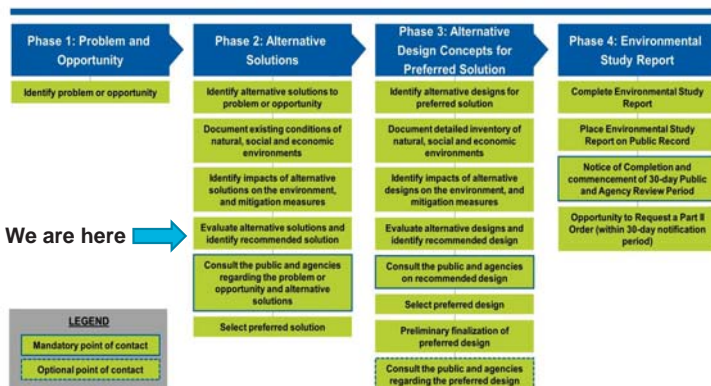 Phase 1: Problem and
Opportunity
Identify problem or opportunity
Phase 2: Alternative
Solutions
Identify alternative solutions to
problem or opportunity
Document existing conditions of
natural, social and economic
environments
Identify impacts of alternative
solutions on the environment,
and mitigation measures
We are here
Evaluate alternative solutions and
identify recommended solution
Consult the public and agencies
regarding the problem or
opportunity and alternative
solutions
Select preferred solution
Phase 3: Alternative
Design Concepts for
Preferred Solution
Identify alternative designs for
preferred solution
Document detailed inventory of
natural, social and economic
environments
Identify impacts of alternative
designs on the environment, and
mitigation measures
Evaluate alternative designs and
identify recommended design
Consult the public and agencies
on recommended design
Select preferred design
Preliminary finalization of
preferred design
Consult the public and agencies
regarding the preferred design
Phase 4: Environmental
Study Report
Complete Environmental Study
Report
Place Environmental Study
Report on Public Record
Notice of Completion and
commencement of 30-day Public
and Agency Review Period
Opportunity to Request a Part II
Order (within 30-day notification
period)
LEGEND
Mandatory point of contact
Optional point of contact